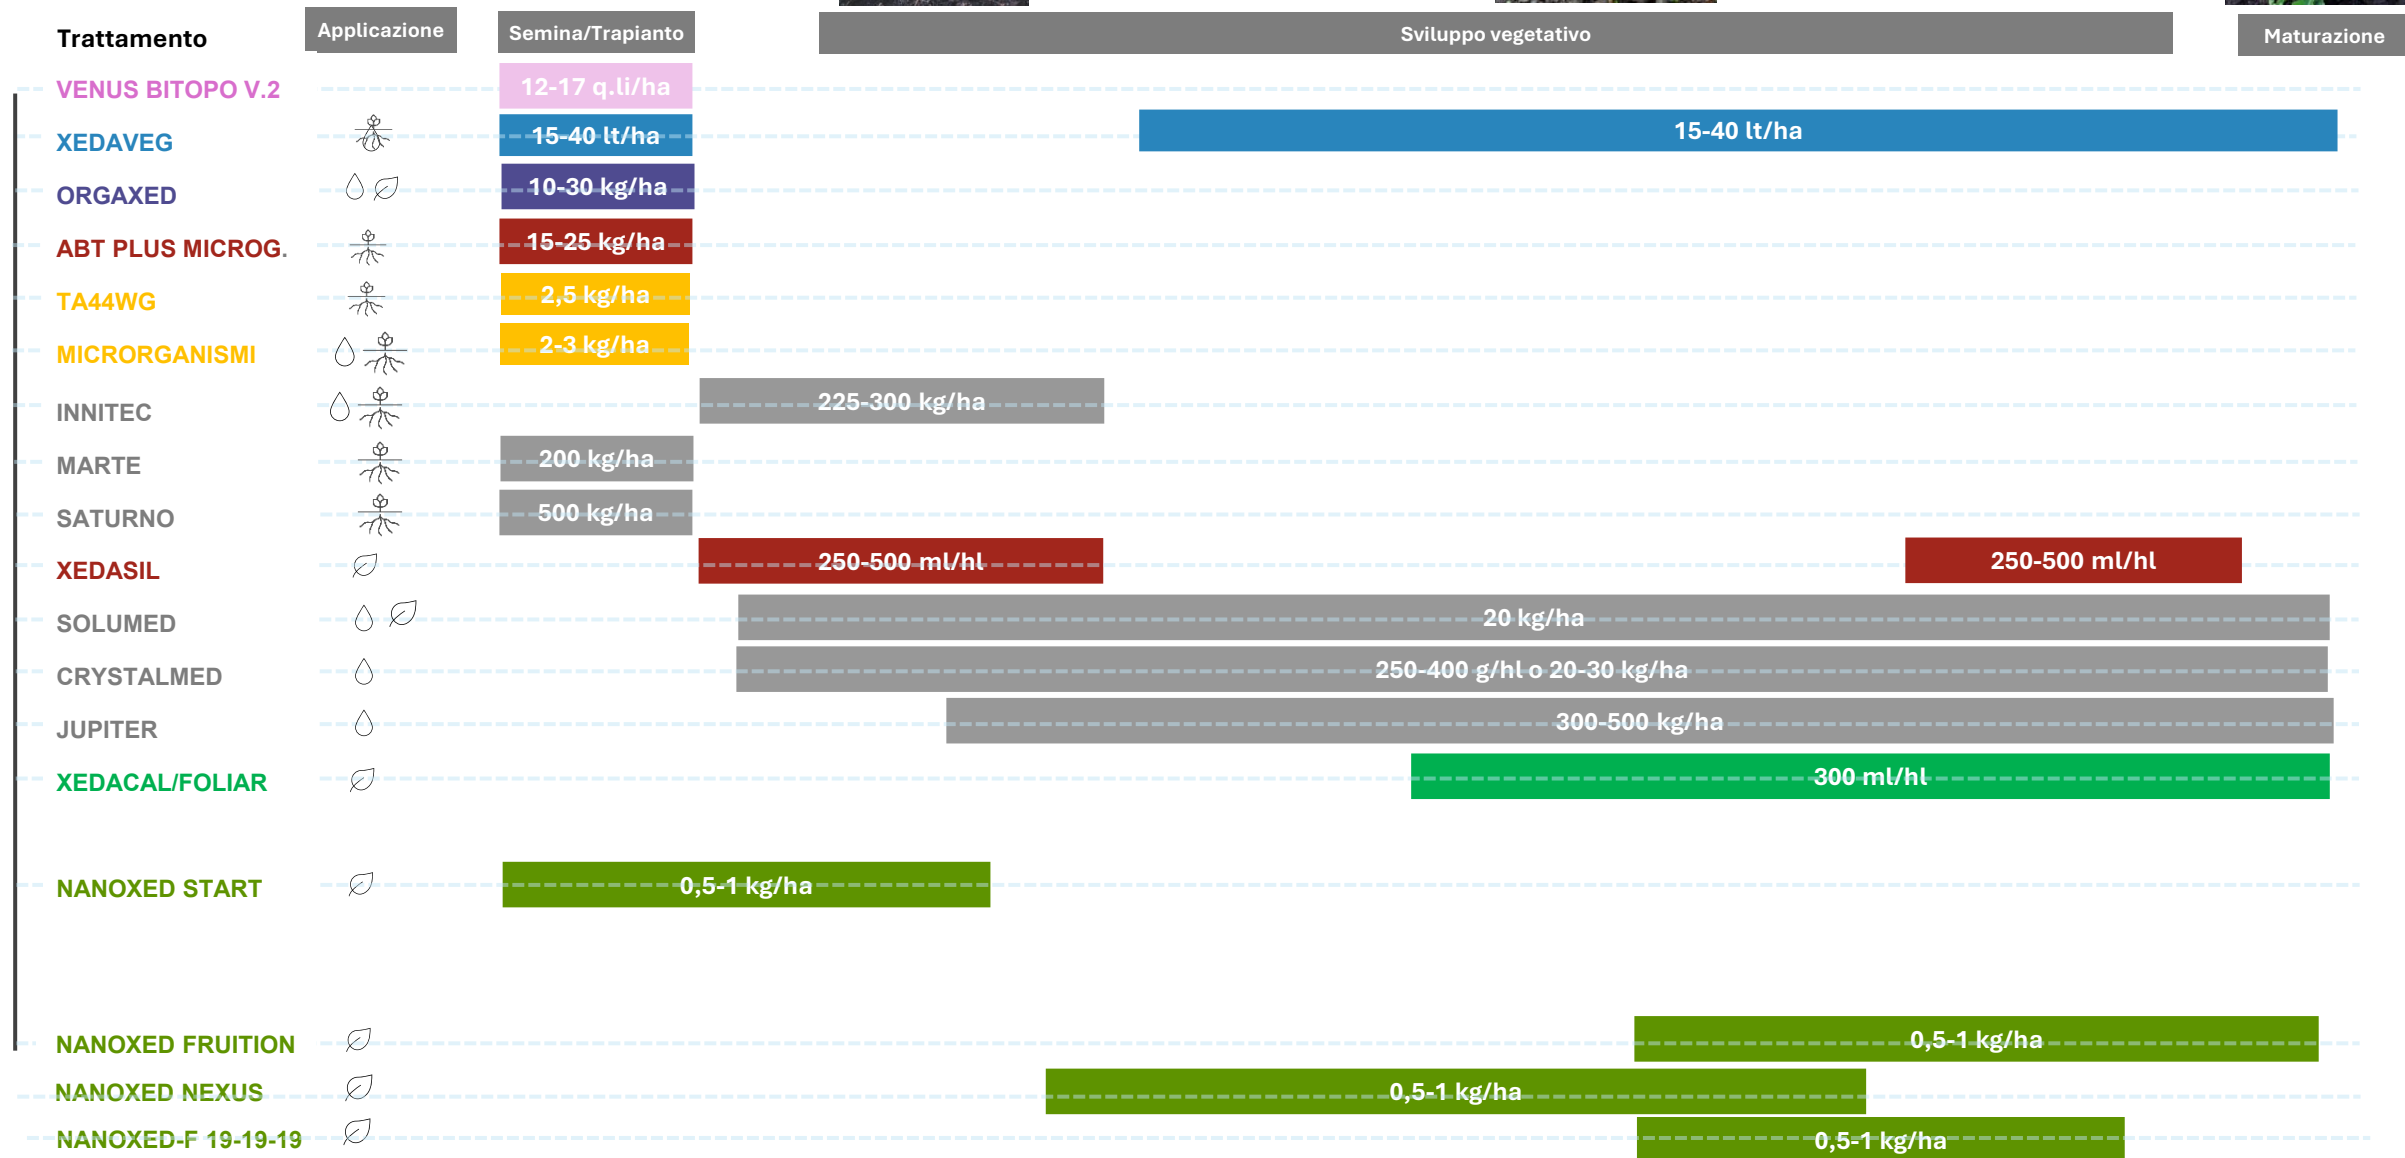 Trattamento Applicazione Semina/Trapianto Sviluppo vegetativo Maturazione
VENUS BITOPO V.2 12-17 q.li/ha
XEDAVEG 15-40 lt/ha 15-40 lt/ha
ORGAXED 10-30 kg/ha
ABT PLUS MICROG. 15-25 kg/ha
TA44WG 2,5 kg/ha
MICRORGANISMI 2-3 kg/ha
INNITEC 225-300 kg/ha
MARTE 200 kg/ha
SATURNO 500 kg/ha
XEDASIL 250-500 ml/hl 250-500 ml/hl
SOLUMED 20 kg/ha
CRYSTALMED 250-400 g/hl o 20-30 kg/ha
JUPITER 300-500 kg/ha
XEDACAL/FOLIAR 300 ml/hl
NANOXED START 0,5-1 kg/ha
NANOXED FRUITION 0,5-1 kg/ha
NANOXED NEXUS 0,5-1 kg/ha
NANOXED-F 19-19-19 0,5-1 kg/ha